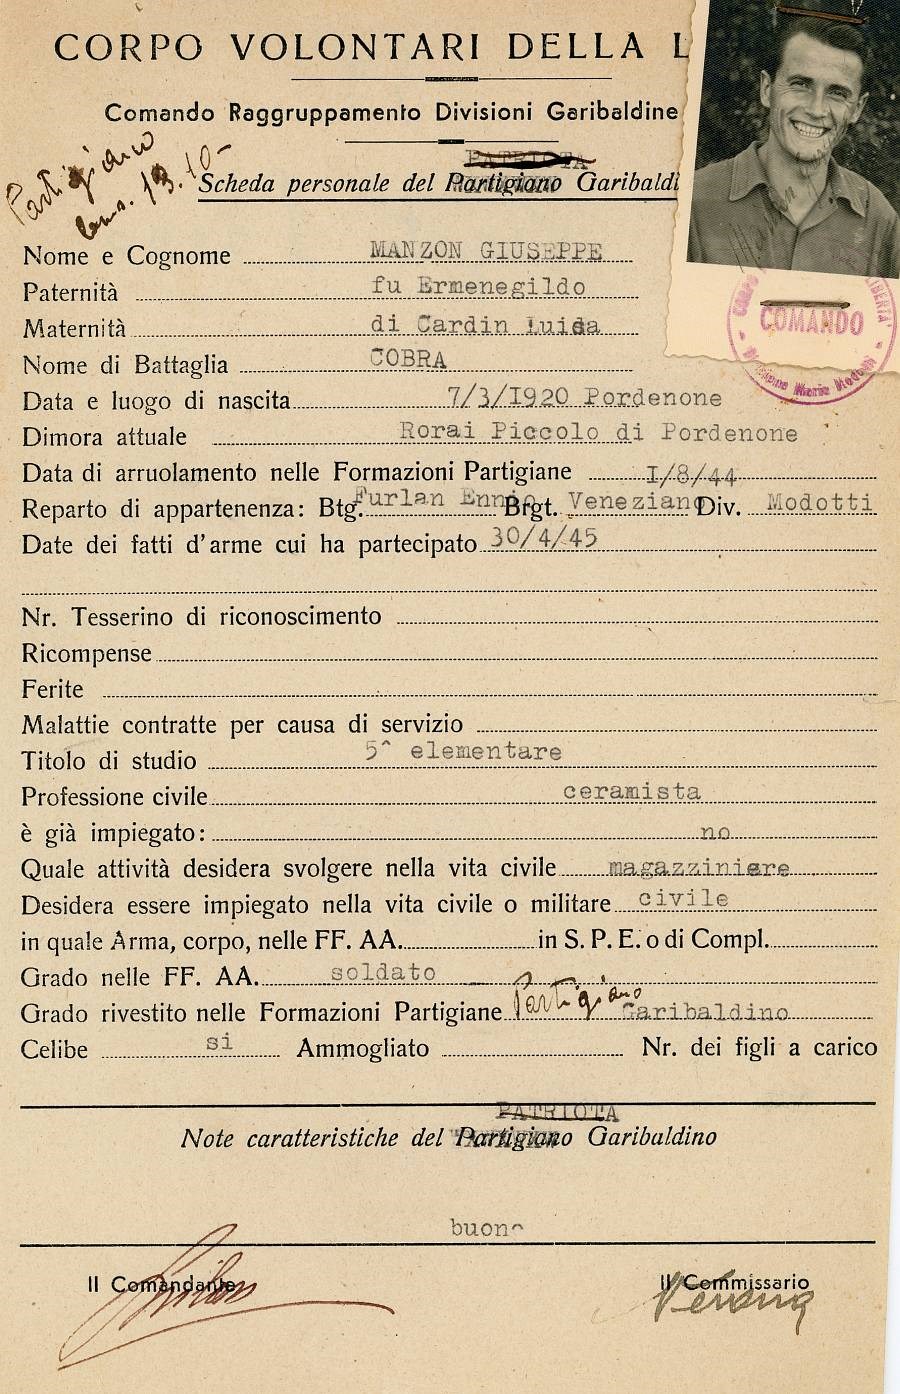 CORPO VOLONTARI DELLA L
Comando Raggruppamento Divisioni Garibaldine
PATRIOTA
Scheda personale del Partigiano Garibaldi
Partigiano
13.10-
Nome e Cognome MANZON GIUSEPPE
Paternità fu Ermenegildo
Maternità di Cardin Luisa
Nome di Battaglia COBRA
COMANDO
LIBERTA'
CORPO
Data e luogo di nascita 7/3/I920 Pordenone
Dimora attuale Rorai Piccolo di Pordenone
Data di arruolamento nelle Formazioni Partigiane I/8/44
Reparto di appartenenza: Btg. Furlan Ennio Brgt. Veneziano Div. Modotti
Date dei fatti d'arme cui ha partecipato 30/4/45
Nr. Tesserino di riconoscimento
Ricompense
Ferite
Malattie contratte per causa di servizio
Titolo di studio 5^ elementare
Professione civile ceramista
è già impiegato: no
Quale attività desidera svolgere nella vita civile magazziniere
Desidera essere impiegato nella vita civile o militare civile
in quale Arma, corpo, nelle FF. AA. in S. P. E. o di Compl.
Grado nelle FF. AA. soldato
Grado rivestito nelle Formazioni Partigiane Partigiano Garibaldino
Celibe si Ammogliato Nr. dei figli a carico
PATRIOTA
Note caratteristiche del Partigiano Garibaldino
buono
Il Comandante Il Commissario